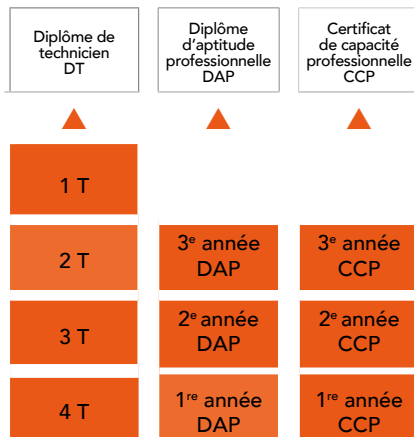 Diplôme de
technicien
DT
Diplôme
d'aptitude
professionnelle
DAP
Certificat
de capacité
professionnelle
CCP
1 T
2 T
3e année
DAP
3e année
CCP
3 T
2e année
DAP
2e année
CCP
4 T
1re année
DAP
1re année
CCP